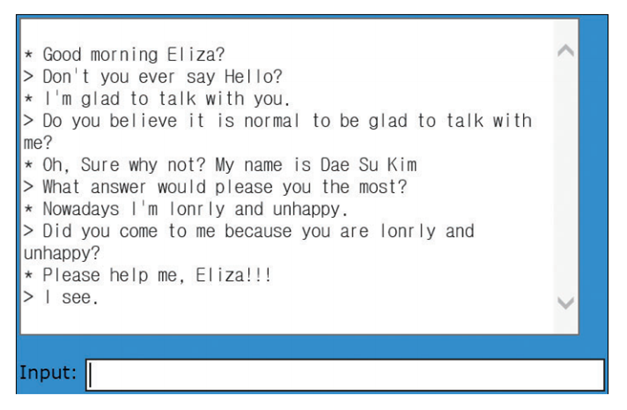 * Good morning Eliza?
> Don't you ever say Hello?
* I'm glad to talk with you.
> Do you believe it is normal to be glad to talk with
me?
* Oh, Sure why not? My name is Dae Su Kim
> What answer would please you the most?
* Nowadays I'm lonrly and unhappy.
> Did you come to me because you are lonrly and
unhappy?
* Please help me, Eliza!!!
> I see.
Input: